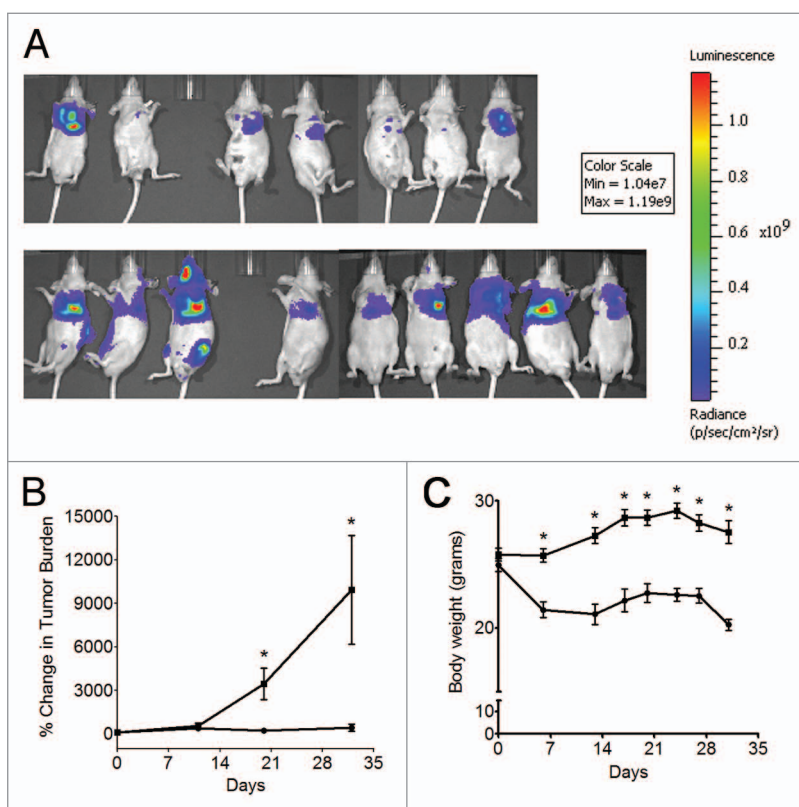 A
Luminescence
1.0
0.8
0.6
x10⁹
0.4
0.2
Radiance
(p/sec/cm²/sr)
Color Scale
Min = 1.04e7
Max = 1.19e9
B
15000
12000
9000
6000
3000
0
% Change in Tumor Burden
* *
0 7 14 21 28 35
Days
C
30
20
10
0
Body weight (grams)
* * * * * * *
0 7 14 21 28 35
Days